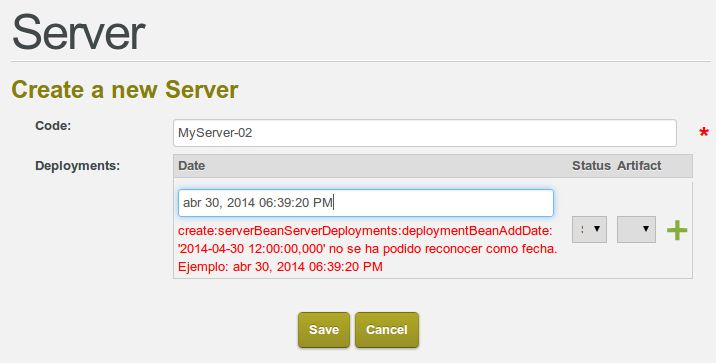 Server
Create a new Server
Code:
MyServer-02
*
Deployments:
Date Status Artifact
abr 30, 2014 06:39:20 PM
create:serverBeanServerDeployments:deploymentBeanAddDate:
'2014-04-30 12:00:00,000' no se ha podido reconocer como fecha.
Ejemplo: abr 30, 2014 06:39:20 PM
Save Cancel